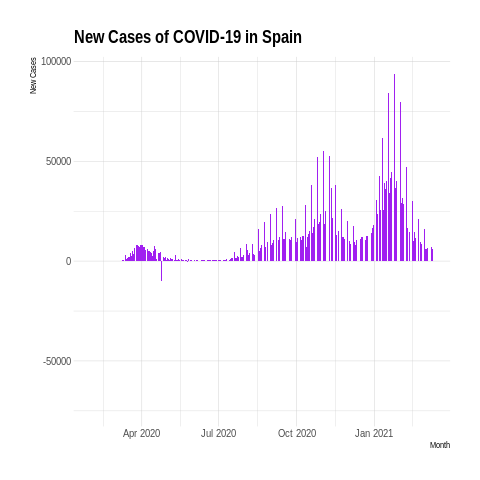 New Cases of COVID-19 in Spain
New Cases
100000
50000
0
-50000
Apr 2020
Jul 2020
Oct 2020
Jan 2021
Month